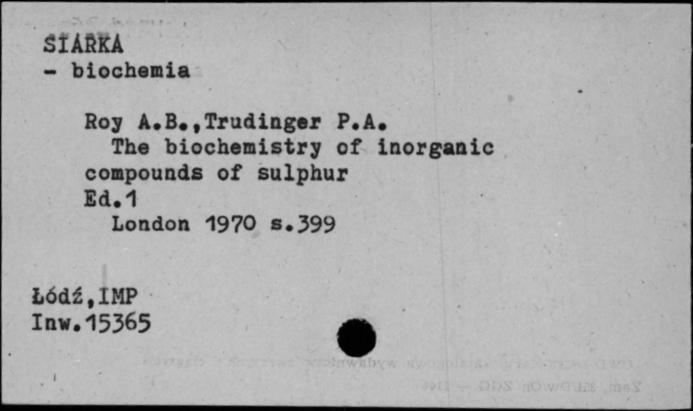 SIARKA
- biochemia
Roy A.B.,Trudinger P.A.
The biochemistry of inorganic
compounds of sulphur
Ed.1
London 1970 s.399
Łódź,IMP
Inw.15365